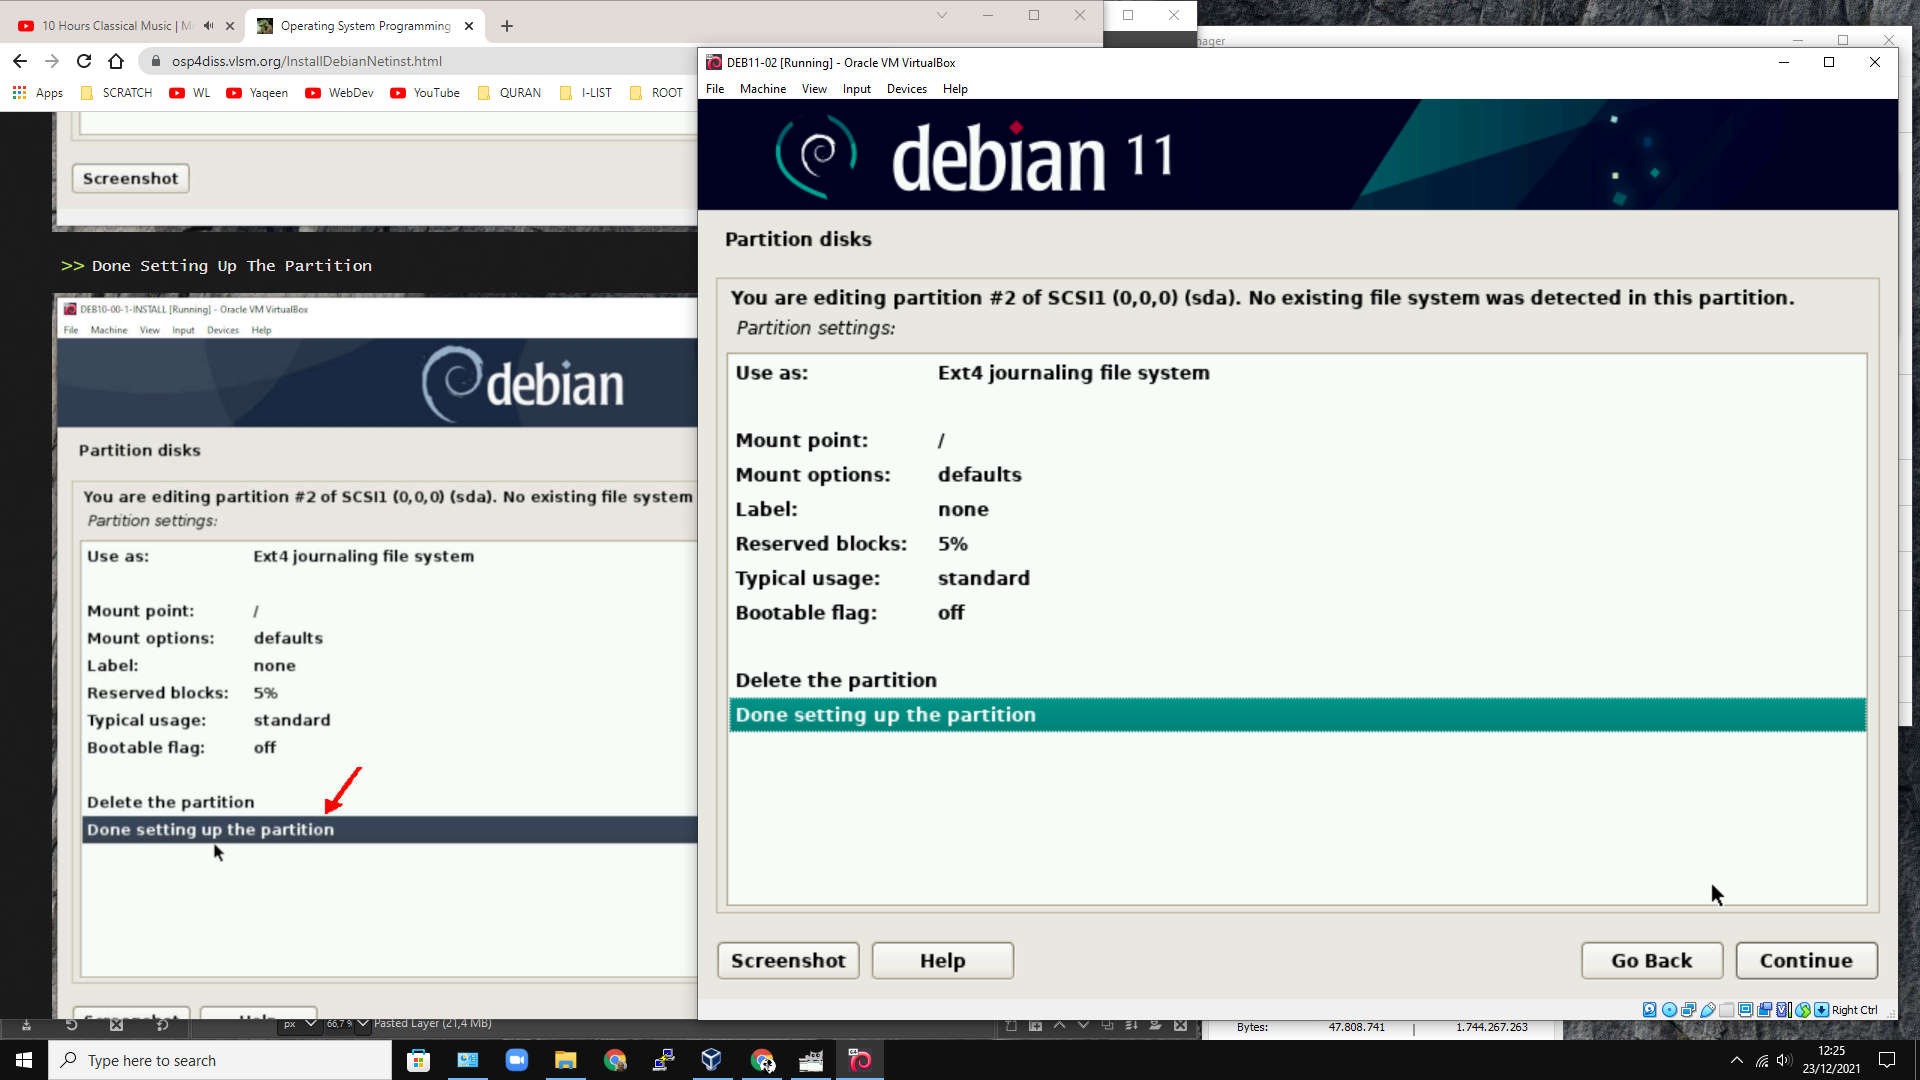 10 Hours Classical Music | M
Operating System Programming
osp4diss.vlsm.org/InstallDebianNetinst.html
Apps
SCRATCH
WL
Yaqeen
WebDev
YouTube
QURAN
I-LIST
ROOT
Screenshot
>> Done Setting Up The Partition
DEB10-00-1-INSTALL [Running] - Oracle VM VirtualBox
File Machine View Input Devices Help
debian
Partition disks
You are editing partition #2 of SCSI1 (0,0,0) (sda). No existing file system
Partition settings:
Use as: Ext4 journaling file system
Mount point: /
Mount options: defaults
Label: none
Reserved blocks: 5%
Typical usage: standard
Bootable flag: off
Delete the partition
Done setting up the partition
Screenshot Help
px 66,7 Pasted Layer (21,4 MB)
nager
DEB11-02 [Running] - Oracle VM VirtualBox
File Machine View Input Devices Help
debian 11
Partition disks
You are editing partition #2 of SCSI1 (0,0,0) (sda). No existing file system was detected in this partition.
Partition settings:
Use as: Ext4 journaling file system
Mount point: /
Mount options: defaults
Label: none
Reserved blocks: 5%
Typical usage: standard
Bootable flag: off
Delete the partition
Done setting up the partition
Screenshot Help Go Back Continue
Right Ctrl
Bytes: 47.808.741 | 1.744.267.263
Type here to search
12:25
23/12/2021